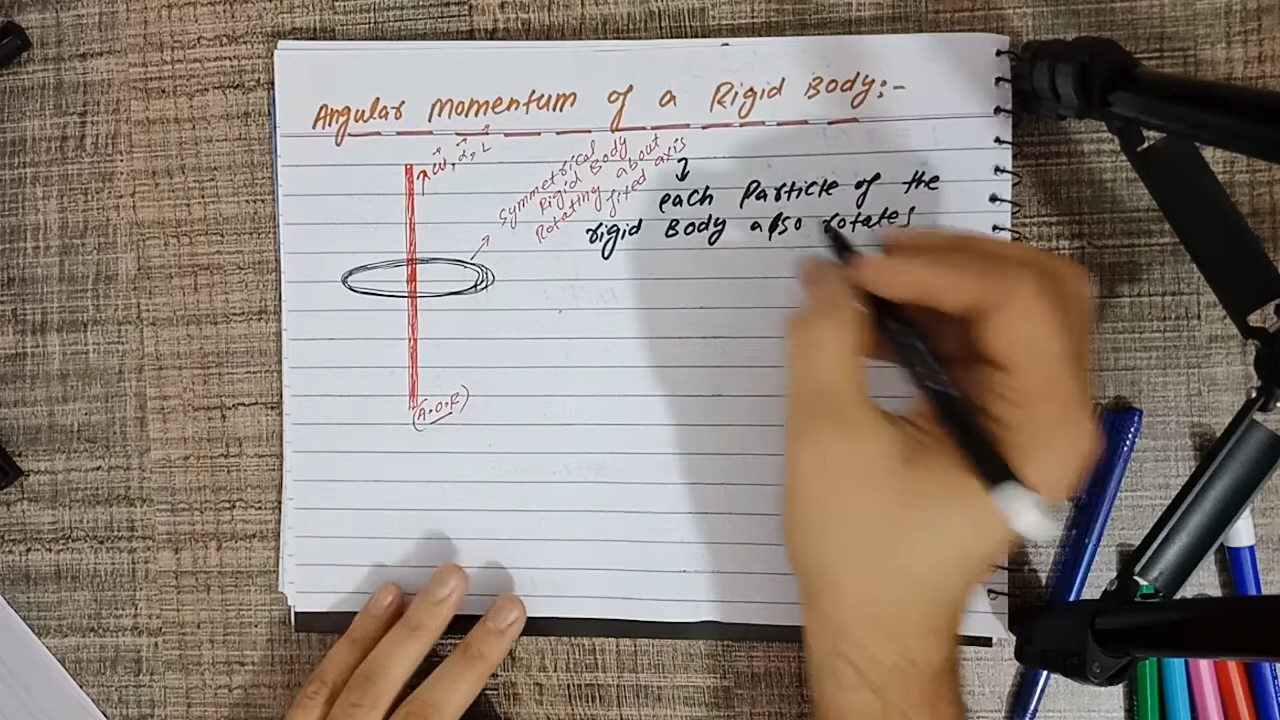 Angular Momentum of a Rigid Body:-
ω⃗, α⃗, L⃗
Symmetrical
Rigid Body
Rotating about
fixed axis
each Particle of the
rigid Body also rotates
(A.O.R)